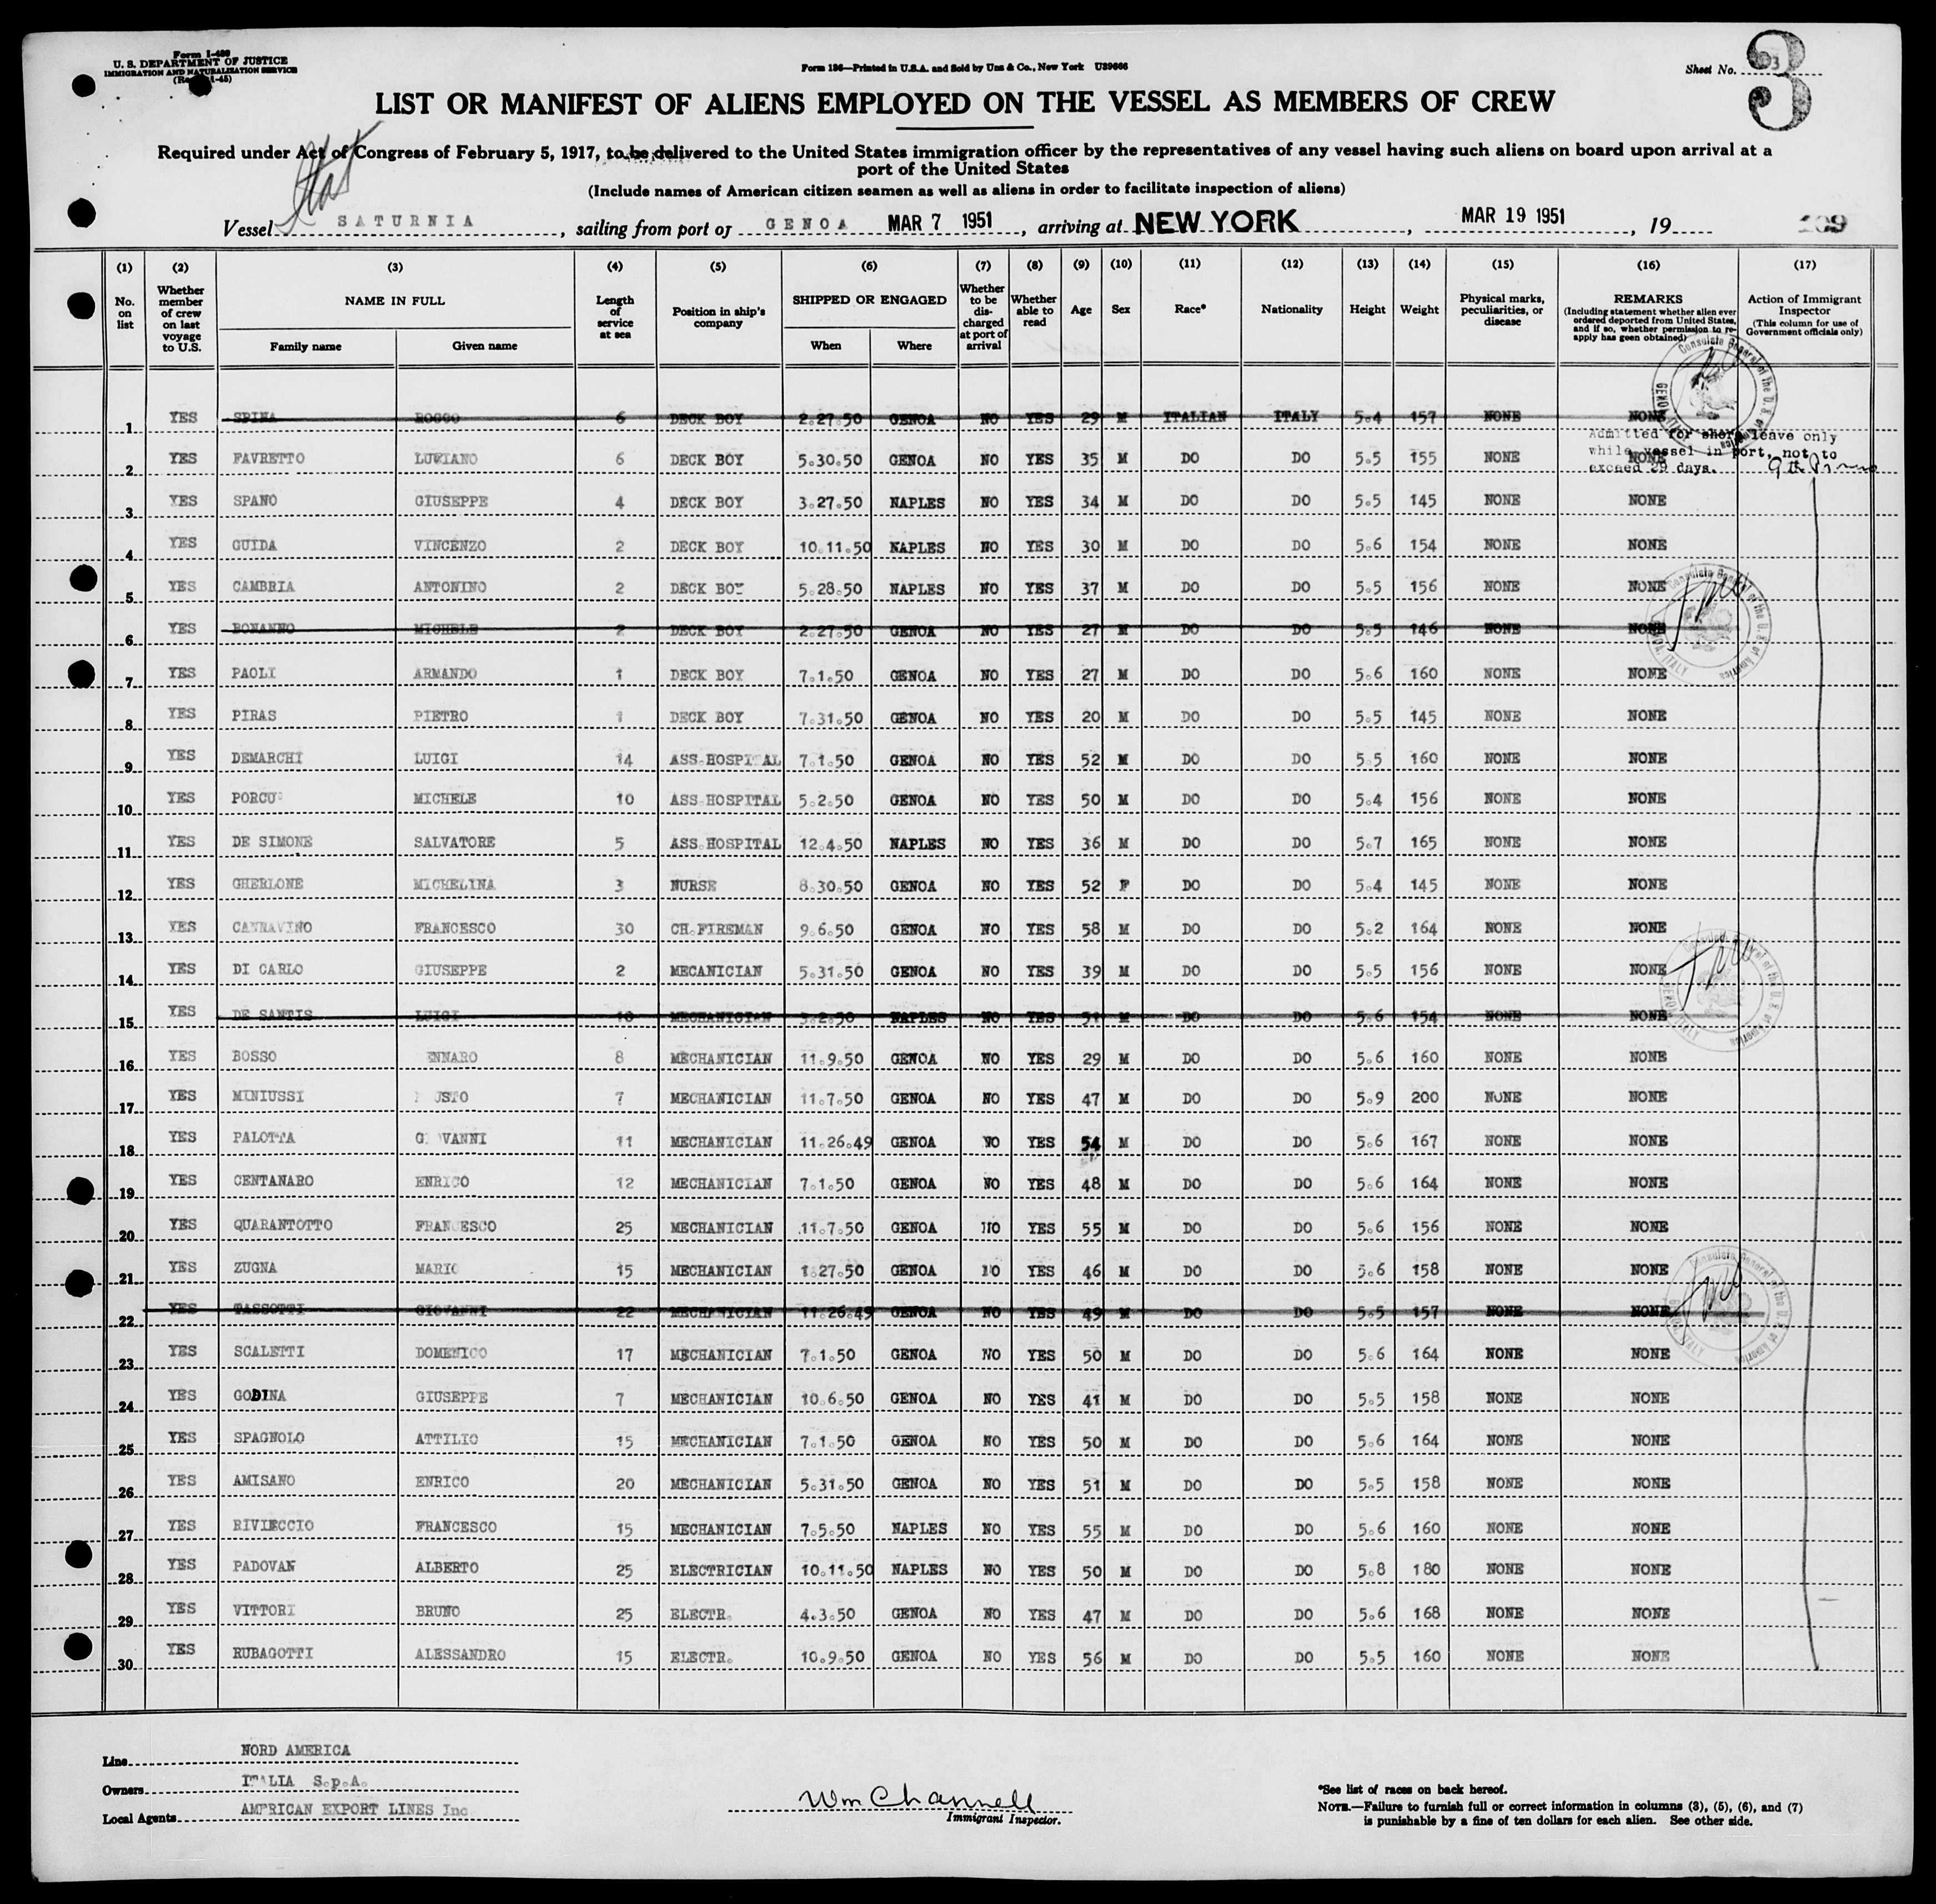 Form I-489
U. S. DEPARTMENT OF JUSTICE
IMMIGRATION AND NATURALIZATION SERVICE
Form 136—Printed in U.S.A. and Sold by Unz & Co., New York U39666
Sheet No. 3
3
LIST OR MANIFEST OF ALIENS EMPLOYED ON THE VESSEL AS MEMBERS OF CREW
Required under Act of Congress of February 5, 1917, to be delivered to the United States immigration officer by the representatives of any vessel having such aliens on board upon arrival at a
port of the United States
(Include names of American citizen seamen as well as aliens in order to facilitate inspection of aliens)
Vessel SATURNIA, sailing from port of GENOA MAR 7 1951, arriving at NEW YORK, MAR 19 1951, 19 109
(1) (2) (3) (4) (5) (6) (7) (8) (9) (10) (11) (12) (13) (14) (15) (16) (17)
No. on list
Whether member of crew on last voyage to U.S.
NAME IN FULL
Family name Given name
Length of service at sea
Position in ship's company
SHIPPED OR ENGAGED
When Where
Whether to be discharged at port of arrival
Whether able to read
Age
Sex
Race*
Nationality
Height
Weight
Physical marks, peculiarities, or disease
REMARKS
(Including statement whether alien ever ordered deported from United States, and if so, whether permission to reapply has geen obtained)
Action of Immigrant Inspector
(This column for use of Government officials only)
1 YES SPINA ROCCO 6 DECK BOY 2.27.50 GENOA NO YES 29 M ITALIAN ITALY 5.4 157 NONE NONE
Admitted for shore leave only
while vessel in port, not to
exceed 29 days.
2 YES FAVRETTO LUCIANO 6 DECK BOY 5.30.50 GENOA NO YES 35 M DO DO 5.5 155 NONE NONE
3 YES SPANO GIUSEPPE 4 DECK BOY 3.27.50 NAPLES NO YES 34 M DO DO 5.5 145 NONE NONE
4 YES GUIDA VINCENZO 2 DECK BOY 10.11.50 NAPLES NO YES 30 M DO DO 5.6 154 NONE NONE
5 YES CAMBRIA ANTONINO 2 DECK BOY 5.28.50 NAPLES NO YES 37 M DO DO 5.5 156 NONE NONE
6 YES BONANNO MICHELE 2 DECK BOY 2.27.50 GENOA NO YES 27 M DO DO 5.5 146 NONE NONE
7 YES PAOLI ARMANDO 1 DECK BOY 7.1.50 GENOA NO YES 27 M DO DO 5.6 160 NONE NONE
8 YES PIRAS PIETRO 1 DECK BOY 7.31.50 GENOA NO YES 20 M DO DO 5.5 145 NONE NONE
9 YES DEMARCHI LUIGI 14 ASS.HOSPITAL 7.1.50 GENOA NO YES 52 M DO DO 5.5 160 NONE NONE
10 YES PORCU MICHELE 10 ASS.HOSPITAL 5.2.50 GENOA NO YES 50 M DO DO 5.4 156 NONE NONE
11 YES DE SIMONE SALVATORE 5 ASS.HOSPITAL 12.4.50 NAPLES NO YES 36 M DO DO 5.7 165 NONE NONE
12 YES GHERLONE MICHELINA 3 NURSE 8.30.50 GENOA NO YES 52 F DO DO 5.4 145 NONE NONE
13 YES CANNAVINO FRANCESCO 30 CH.FIREMAN 9.6.50 GENOA NO YES 58 M DO DO 5.2 164 NONE NONE
14 YES DI CARLO GIUSEPPE 2 MECANICIAN 5.31.50 GENOA NO YES 39 M DO DO 5.5 156 NONE NONE
15 YES DE SANTIS LUIGI 10 MECHANICIAN 3.2.50 NAPLES NO YES 51 M DO DO 5.6 154 NONE NONE
16 YES BOSSO ENNARO 8 MECHANICIAN 11.9.50 GENOA NO YES 29 M DO DO 5.6 160 NONE NONE
17 YES MINIUSSI USTO 7 MECHANICIAN 11.7.50 GENOA NO YES 47 M DO DO 5.9 200 NONE NONE
18 YES PALOTTA GIOVANNI 11 MECHANICIAN 11.26.49 GENOA NO YES 54 M DO DO 5.6 167 NONE NONE
19 YES CENTANARO ENRICO 12 MECHANICIAN 7.1.50 GENOA NO YES 48 M DO DO 5.6 164 NONE NONE
20 YES QUARANTOTTO FRANCESCO 25 MECHANICIAN 11.7.50 GENOA NO YES 55 M DO DO 5.6 156 NONE NONE
21 YES ZUGNA MARIO 15 MECHANICIAN 1.27.50 GENOA NO YES 46 M DO DO 5.6 158 NONE NONE
22 YES TASSOTTI GIOVANNI 22 MECHANICIAN 11.26.49 GENOA NO YES 49 M DO DO 5.5 157 NONE NONE
23 YES SCALETTI DOMENICO 17 MECHANICIAN 7.1.50 GENOA NO YES 50 M DO DO 5.6 164 NONE NONE
24 YES GODINA GIUSEPPE 7 MECHANICIAN 10.6.50 GENOA NO YES 41 M DO DO 5.5 158 NONE NONE
25 YES SPAGNOLO ATTILIO 15 MECHANICIAN 7.1.50 GENOA NO YES 50 M DO DO 5.6 164 NONE NONE
26 YES AMISANO ENRICO 20 MECHANICIAN 5.31.50 GENOA NO YES 51 M DO DO 5.5 158 NONE NONE
27 YES RIVIECCIO FRANCESCO 15 MECHANICIAN 7.5.50 NAPLES NO YES 55 M DO DO 5.6 160 NONE NONE
28 YES PADOVAN ALBERTO 25 ELECTRICIAN 10.11.50 NAPLES NO YES 50 M DO DO 5.8 180 NONE NONE
29 YES VITTORI BRUNO 25 ELECTR. 4.3.50 GENOA NO YES 47 M DO DO 5.6 168 NONE NONE
30 YES RUBAGOTTI ALESSANDRO 15 ELECTR. 10.9.50 GENOA NO YES 56 M DO DO 5.5 160 NONE NONE
Line NORD AMERICA
Owners ITALIA S.p.A.
Local Agents AMERICAN EXPORT LINES Inc
Wm Channell
Immigrant Inspector.
*See list of races on back hereof.
NOTE.—Failure to furnish full or correct information in columns (3), (5), (6), and (7)
is punishable by a fine of ten dollars for each alien. See other side.